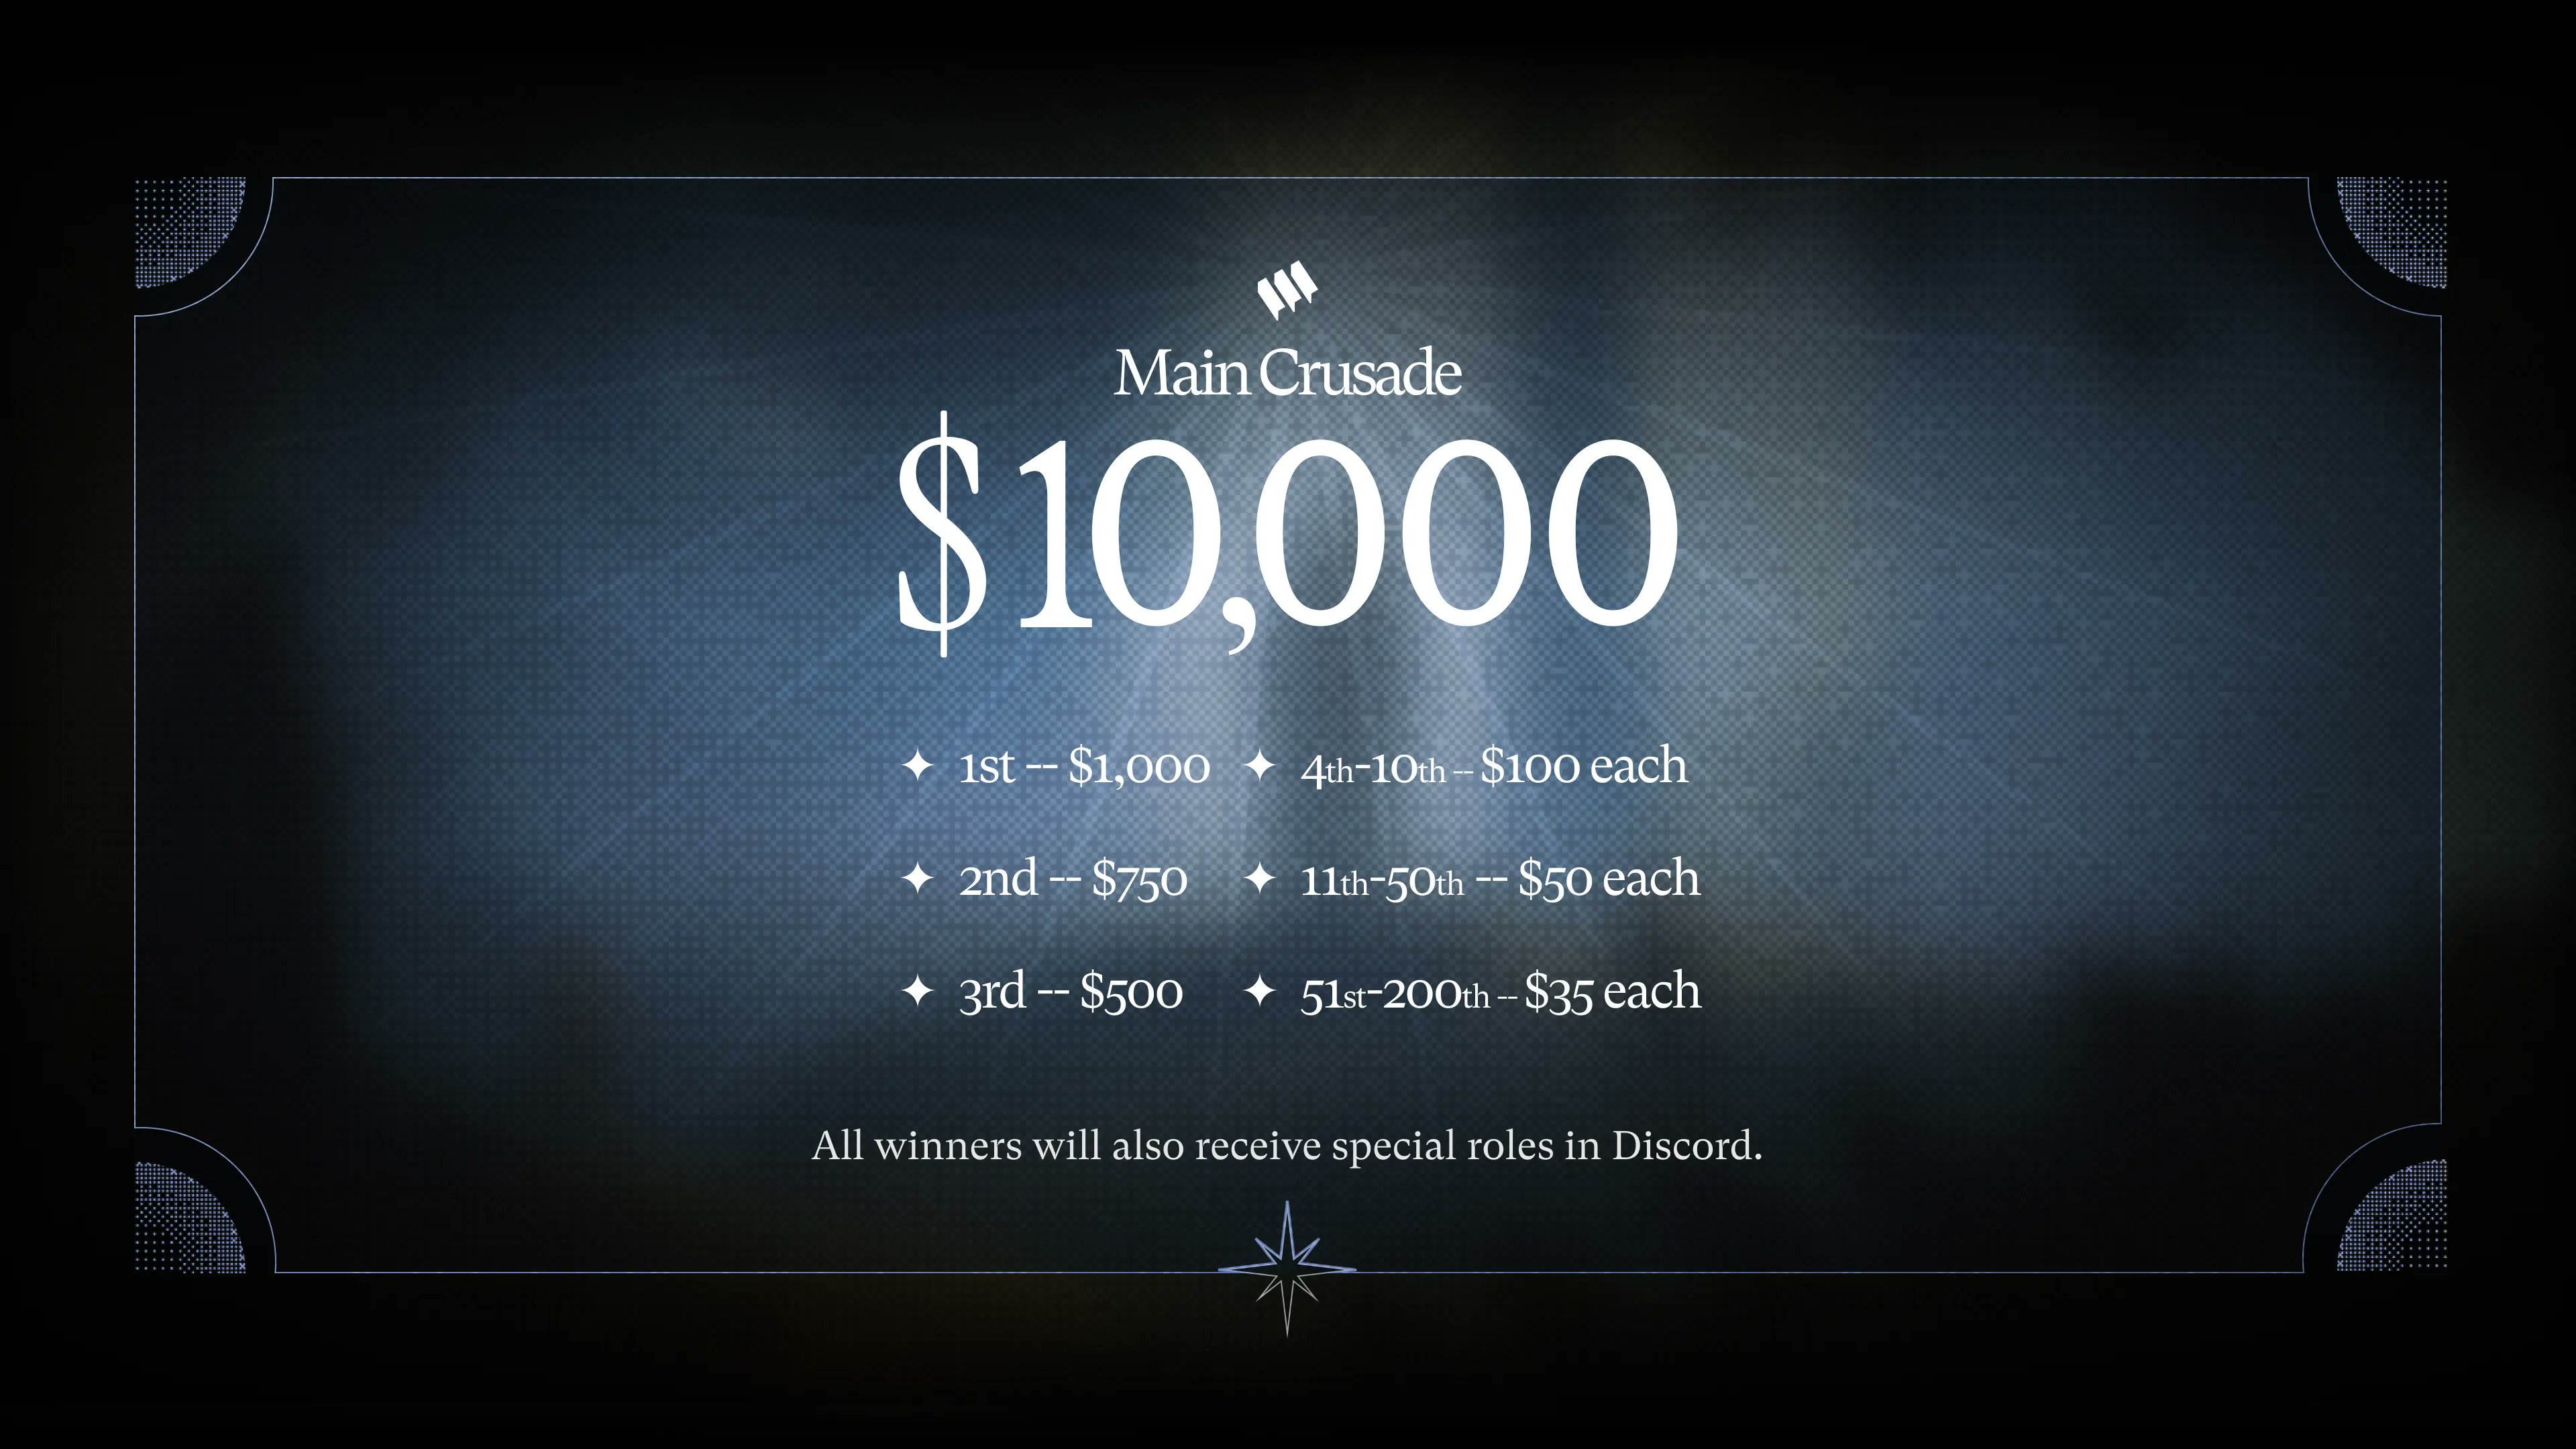 Main Crusade
$10,000
✦ 1st -- $1,000
✦ 2nd -- $750
✦ 3rd -- $500
✦ 4th-10th -- $100 each
✦ 11th-50th -- $50 each
✦ 51st-200th -- $35 each
All winners will also receive special roles in Discord.